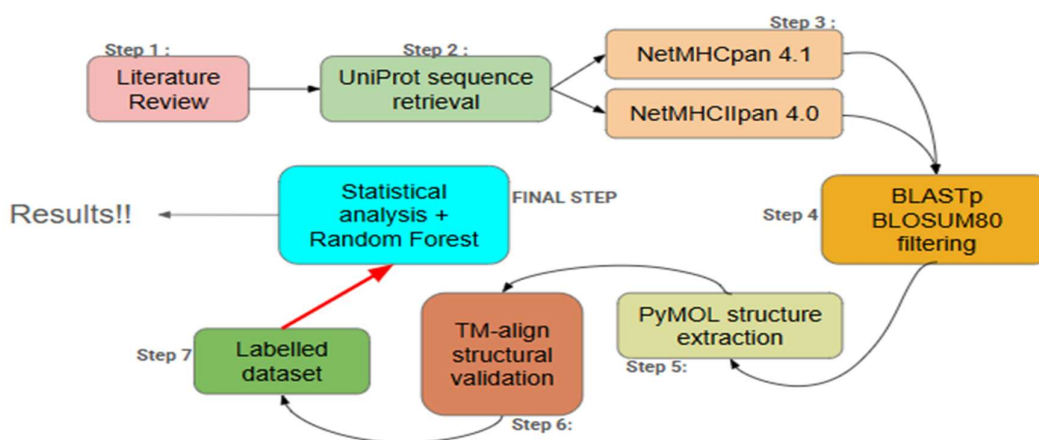 Step 1 :
Literature
Review
Step 2 :
UniProt sequence
retrieval
Step 3 :
NetMHCpan 4.1
NetMHCIIpan 4.0
Step 4
BLASTp
BLOSUM80
filtering
PyMOL structure
extraction
Step 5:
TM-align
structural
validation
Step 6:
Step 7
Labelled
dataset
Statistical
analysis +
Random Forest
FINAL STEP
Results!!